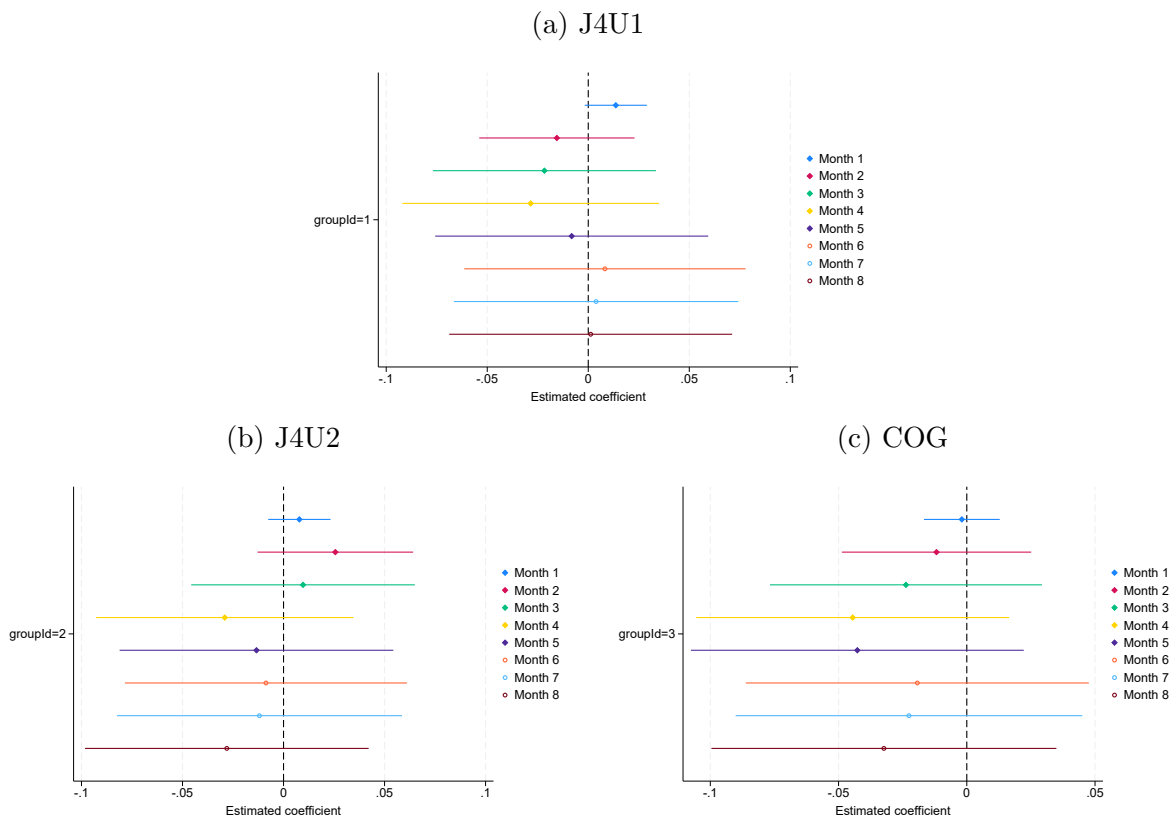 (a) J4U1
groupId=1
Month 1
Month 2
Month 3
Month 4
Month 5
Month 6
Month 7
Month 8
-.1 -.05 0 .05 .1
Estimated coefficient
(b) J4U2
groupId=2
Month 1
Month 2
Month 3
Month 4
Month 5
Month 6
Month 7
Month 8
-.1 -.05 0 .05 .1
Estimated coefficient
(c) COG
groupId=3
Month 1
Month 2
Month 3
Month 4
Month 5
Month 6
Month 7
Month 8
-.1 -.05 0 .05
Estimated coefficient